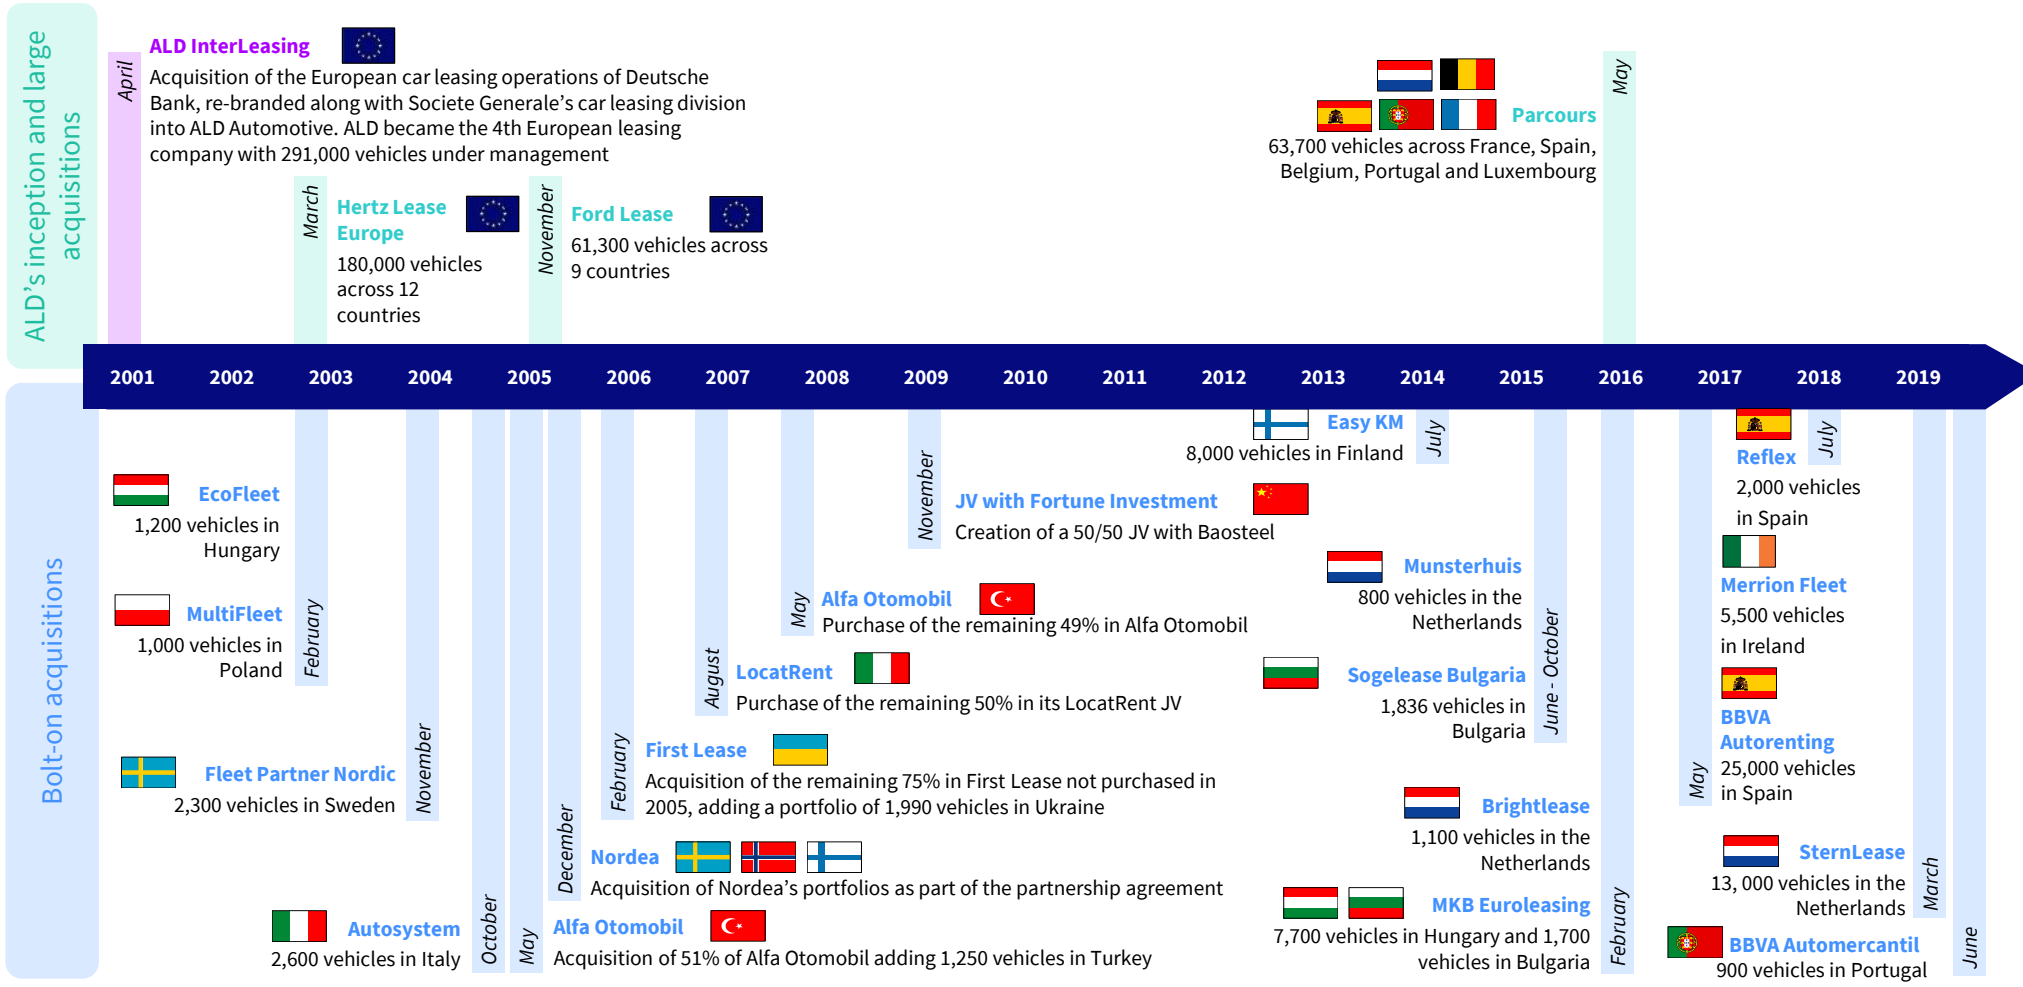 ALD's inception and large
acquisitions
April
ALD InterLeasing
Acquisition of the European car leasing operations of Deutsche
Bank, re-branded along with Societe Generale's car leasing division
into ALD Automotive. ALD became the 4th European leasing
company with 291,000 vehicles under management
March
Hertz Lease
Europe
180,000 vehicles
across 12
countries
November
Ford Lease
61,300 vehicles across
9 countries
Parcours
63,700 vehicles across France, Spain,
Belgium, Portugal and Luxembourg
May
2001 2002 2003 2004 2005 2006 2007 2008 2009 2010 2011 2012 2013 2014 2015 2016 2017 2018 2019
Bolt-on acquisitions
EcoFleet
1,200 vehicles in
Hungary
MultiFleet
1,000 vehicles in
Poland
February
Fleet Partner Nordic
2,300 vehicles in Sweden
November
Autosystem
2,600 vehicles in Italy
October
May
Alfa Otomobil
Acquisition of 51% of Alfa Otomobil adding 1,250 vehicles in Turkey
December
Nordea
Acquisition of Nordea's portfolios as part of the partnership agreement
February
First Lease
Acquisition of the remaining 75% in First Lease not purchased in
2005, adding a portfolio of 1,990 vehicles in Ukraine
August
LocatRent
Purchase of the remaining 50% in its LocatRent JV
May
Alfa Otomobil
Purchase of the remaining 49% in Alfa Otomobil
November
JV with Fortune Investment
Creation of a 50/50 JV with Baosteel
Easy KM
8,000 vehicles in Finland
July
Munsterhuis
800 vehicles in the
Netherlands
Sogelease Bulgaria
1,836 vehicles in
Bulgaria
June - October
Brightlease
1,100 vehicles in the
Netherlands
MKB Euroleasing
7,700 vehicles in Hungary and 1,700
vehicles in Bulgaria
February
May
Reflex
2,000 vehicles
in Spain
July
Merrion Fleet
5,500 vehicles
in Ireland
BBVA
Autorenting
25,000 vehicles
in Spain
SternLease
13, 000 vehicles in the
Netherlands
March
BBVA Automercantil
900 vehicles in Portugal
June